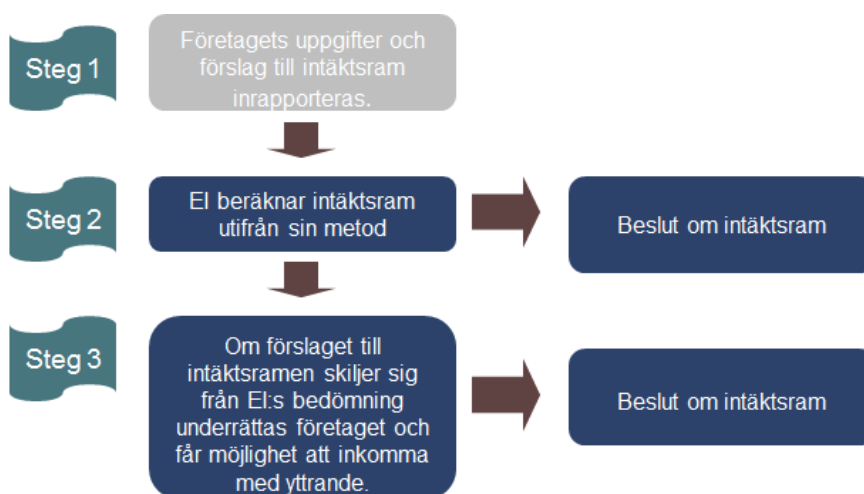 Steg 1
Företagets uppgifter och
förslag till intäktsram
inrapporteras.
Steg 2
EI beräknar intäktsram
utifrån sin metod
Beslut om intäktsram
Steg 3
Om förslaget till
intäktsramen skiljer sig
från EI:s bedömning
underrättas företaget och
får möjlighet att inkomma
med yttrande.
Beslut om intäktsram